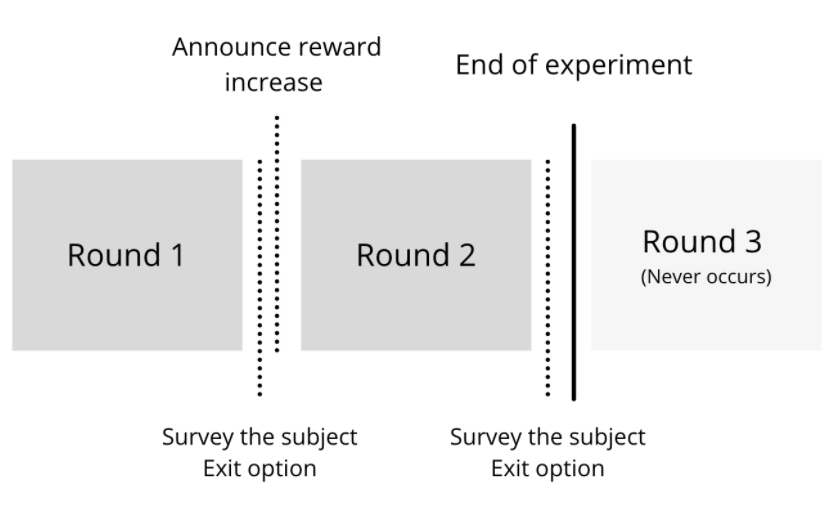 Announce reward
increase
End of experiment
Round 1
Round 2
Round 3
(Never occurs)
Survey the subject
Exit option
Survey the subject
Exit option